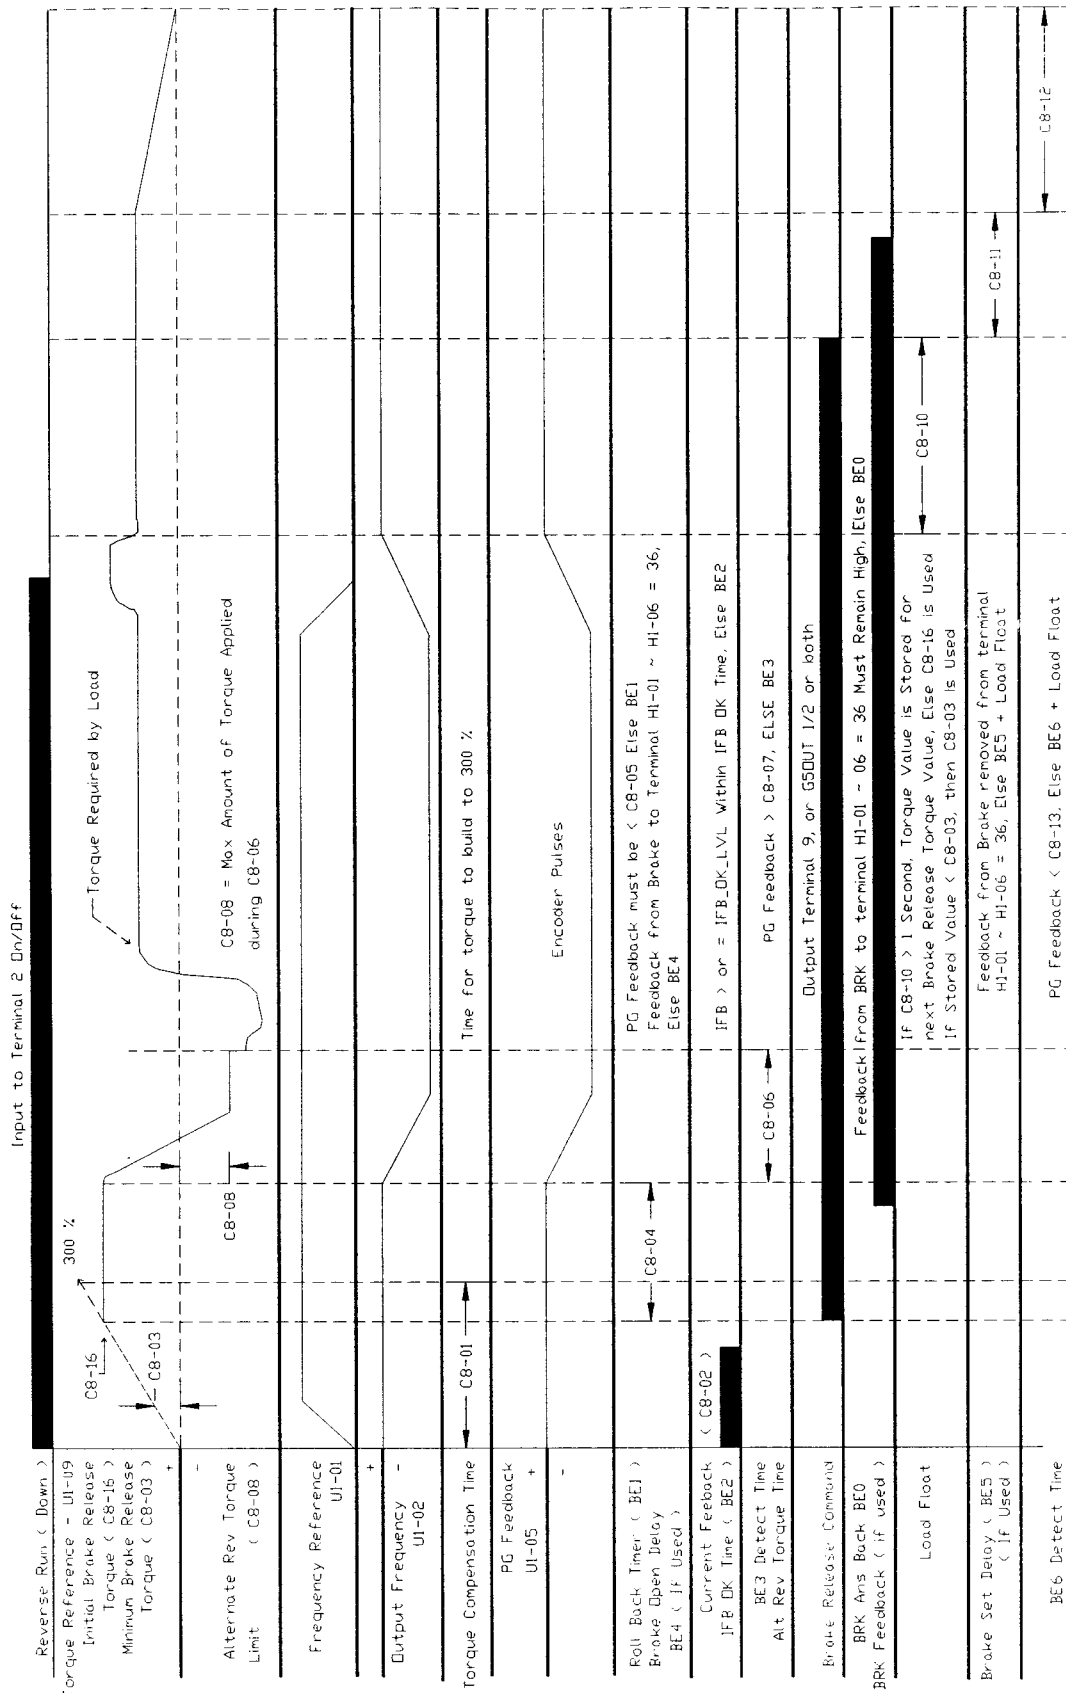 Input to Terminal 2 On/Off
Reverse Run ( Down )
Torque Reference - U1-09
Initial Brake Release
Torque ( C8-16 )
Minimum Brake Release
Torque ( C8-03 )
+
-
Alternate Rev Torque
Limit ( C8-08 )
C8-16
C8-03
300 %
C8-08
Torque Required by Load
C8-08 = Max Amount of Torque Applied
during C8-06
Frequency Reference
U1-01
+
Output Frequency -
U1-02
Torque Compensation Time
C8-01
Time for torque to build to 300 %
PG Feedback
U1-05 +
-
Encoder Pulses
Roll Back Timer ( BE1 )
Brake Open Delay
BE4 ( If Used )
C8-04
PG Feedback must be < C8-05 Else BE1
Feedback from Brake to Terminal H1-01 ~ H1-06 = 36,
Else BE4
Current Feeback ( C8-02 )
IFB OK Time ( BE2 )
IFB > or = IFB_OK_LVL Within IFB OK Time, Else BE2
BE3 Detect Time
Alt Rev Torque Time
C8-06
PG Feedback > C8-07, ELSE BE3
Brake Release Command
Output Terminal 9, or G5OUT 1/2 or both
BRK Ans Back BE0
BRK Feedback ( if used )
Feedback from BRK to terminal H1-01 - 06 = 36 Must Remain High, Else BE0
Load Float
If C8-10 > 1 Second, Torque Value is Stored for
next Brake Release Torque Value, Else C8-16 is Used
If Stored Value < C8-03, then C8-03 Is Used
C8-10
Brake Set Delay ( BE5 )
( If Used )
Feedback from Brake removed from terminal
H1-01 ~ H1-06 = 36, Else BE5 + Load Float
C8-11
BE6 Detect Time
PG Feedback < C8-13, Else BE6 + Load Float
C8-12